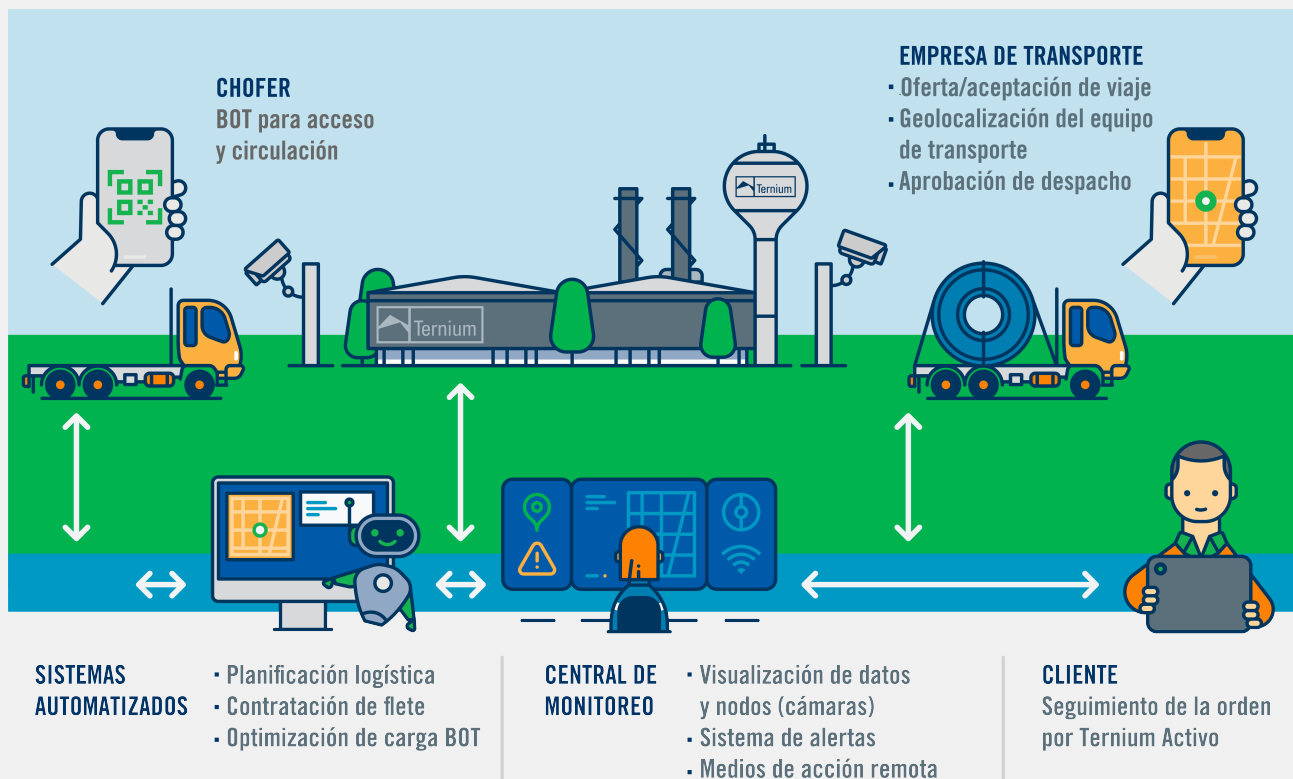 CHOFER
BOT para acceso
y circulación
EMPRESA DE TRANSPORTE
· Oferta/aceptación de viaje
· Geolocalización del equipo
de transporte
· Aprobación de despacho
Ternium
Ternium
SISTEMAS
AUTOMATIZADOS
· Planificación logística
· Contratación de flete
· Optimización de carga BOT
CENTRAL DE
MONITOREO
· Visualización de datos
y nodos (cámaras)
· Sistema de alertas
· Medios de acción remota
CLIENTE
Seguimiento de la orden
por Ternium Activo